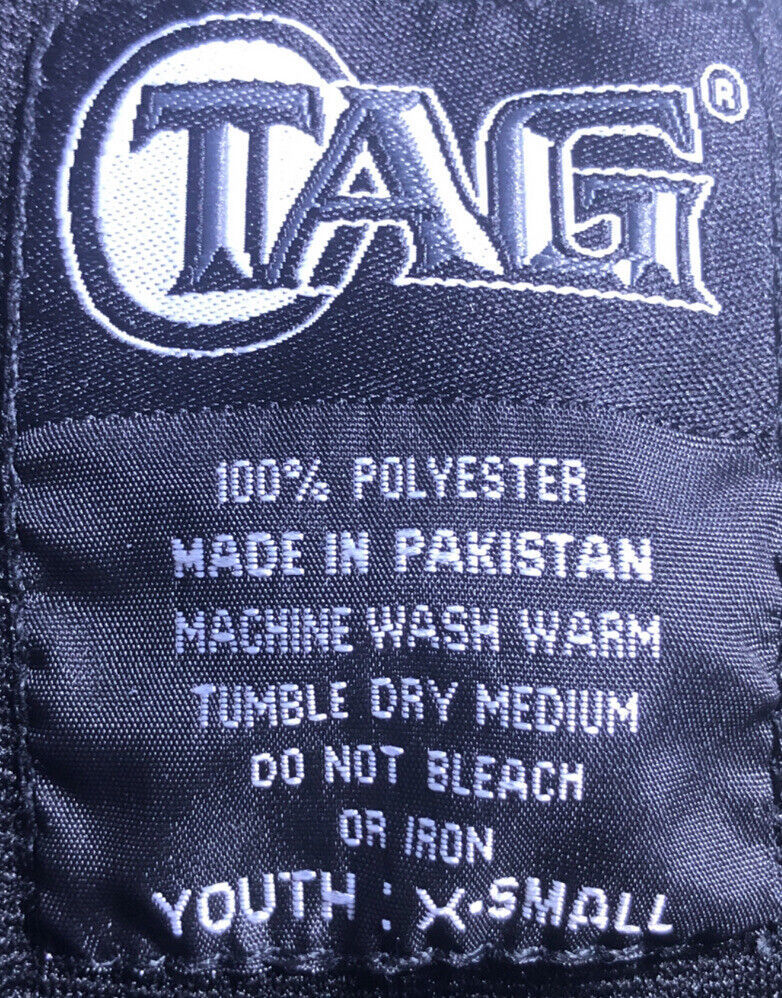 TAG®
100% POLYESTER
MADE IN PAKISTAN
MACHINE WASH WARM
TUMBLE DRY MEDIUM
DO NOT BLEACH
OR IRON
YOUTH : X-SMALL